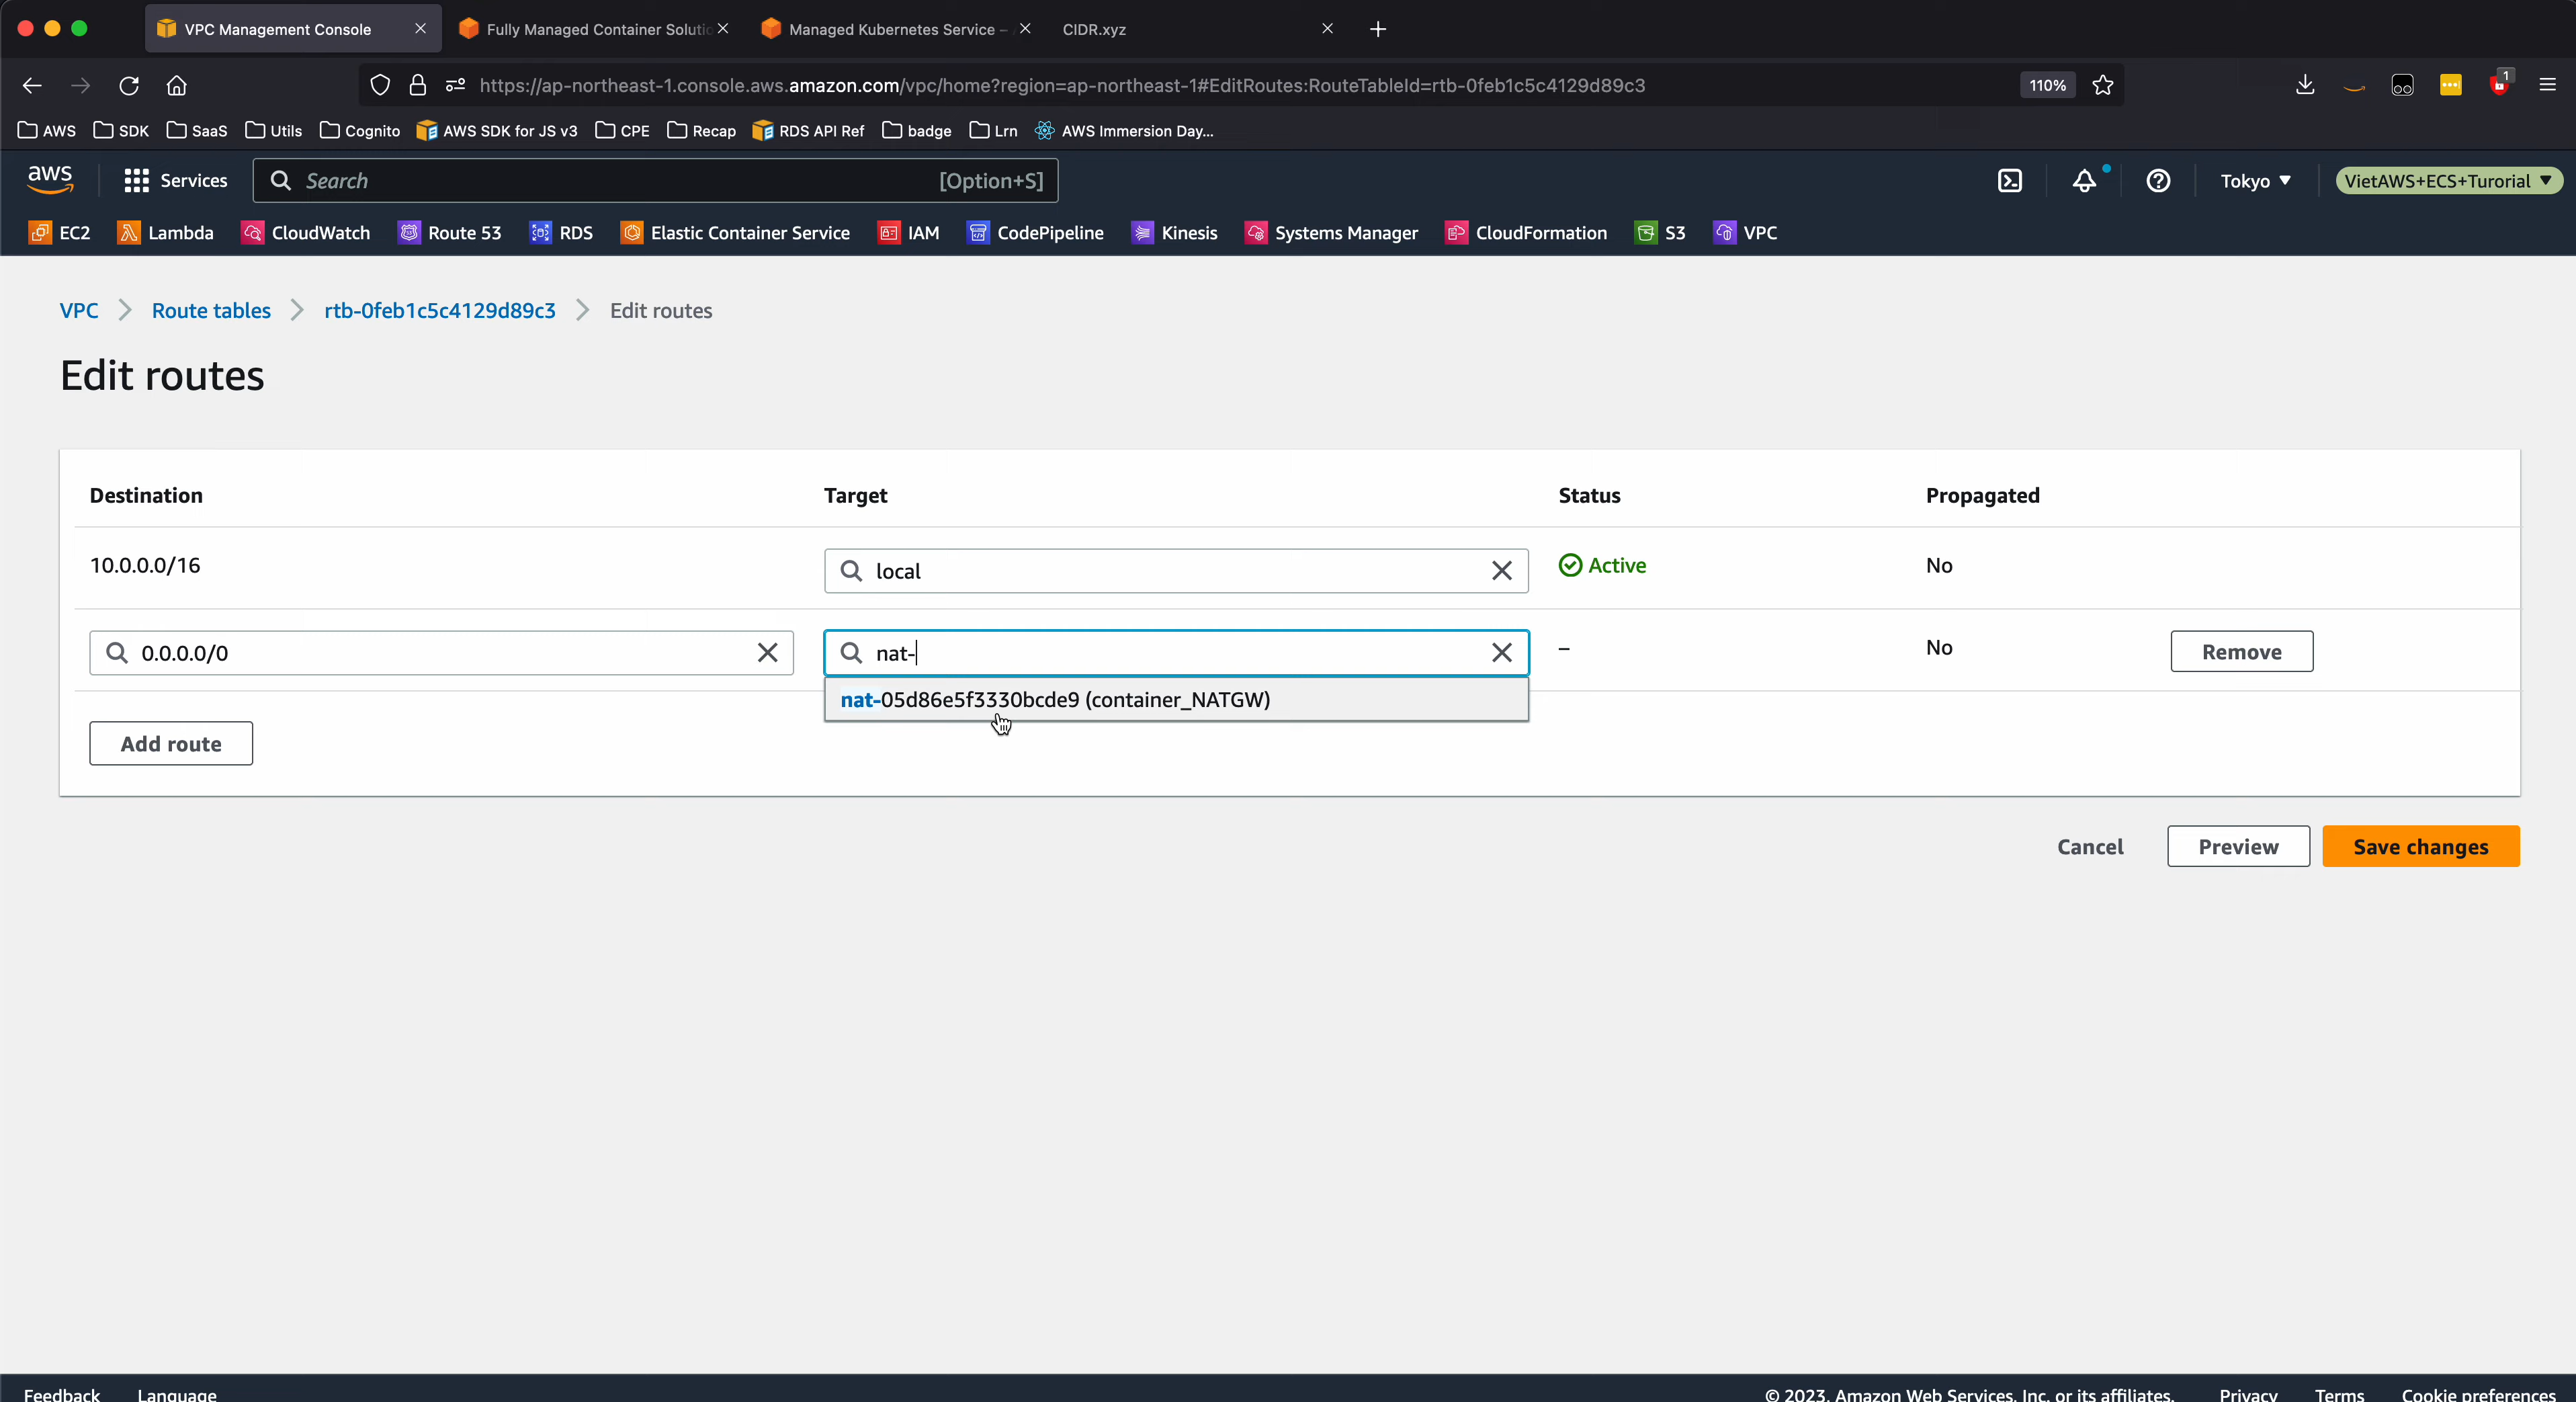 VPC Management Console
Fully Managed Container Solutio
Managed Kubernetes Service –
CIDR.xyz
https://ap-northeast-1.console.aws.amazon.com/vpc/home?region=ap-northeast-1#EditRoutes:RouteTableId=rtb-0feb1c5c4129d89c3
110%
1
AWS SDK SaaS Utils Cognito AWS SDK for JS v3 CPE Recap RDS API Ref badge Lrn AWS Immersion Day...
aws Services Search [Option+S] Tokyo VietAWS+ECS+Turorial
EC2 Lambda CloudWatch Route 53 RDS Elastic Container Service IAM CodePipeline Kinesis Systems Manager CloudFormation S3 VPC
VPC Route tables rtb-0feb1c5c4129d89c3 Edit routes
Edit routes
Destination Target Status Propagated
10.0.0.0/16 local Active No
0.0.0.0/0 nat- – No Remove
nat-05d86e5f3330bcde9 (container_NATGW)
Add route
Cancel Preview Save changes
Feedback Language © 2023, Amazon Web Services, Inc. or its affiliates. Privacy Terms Cookie preferences